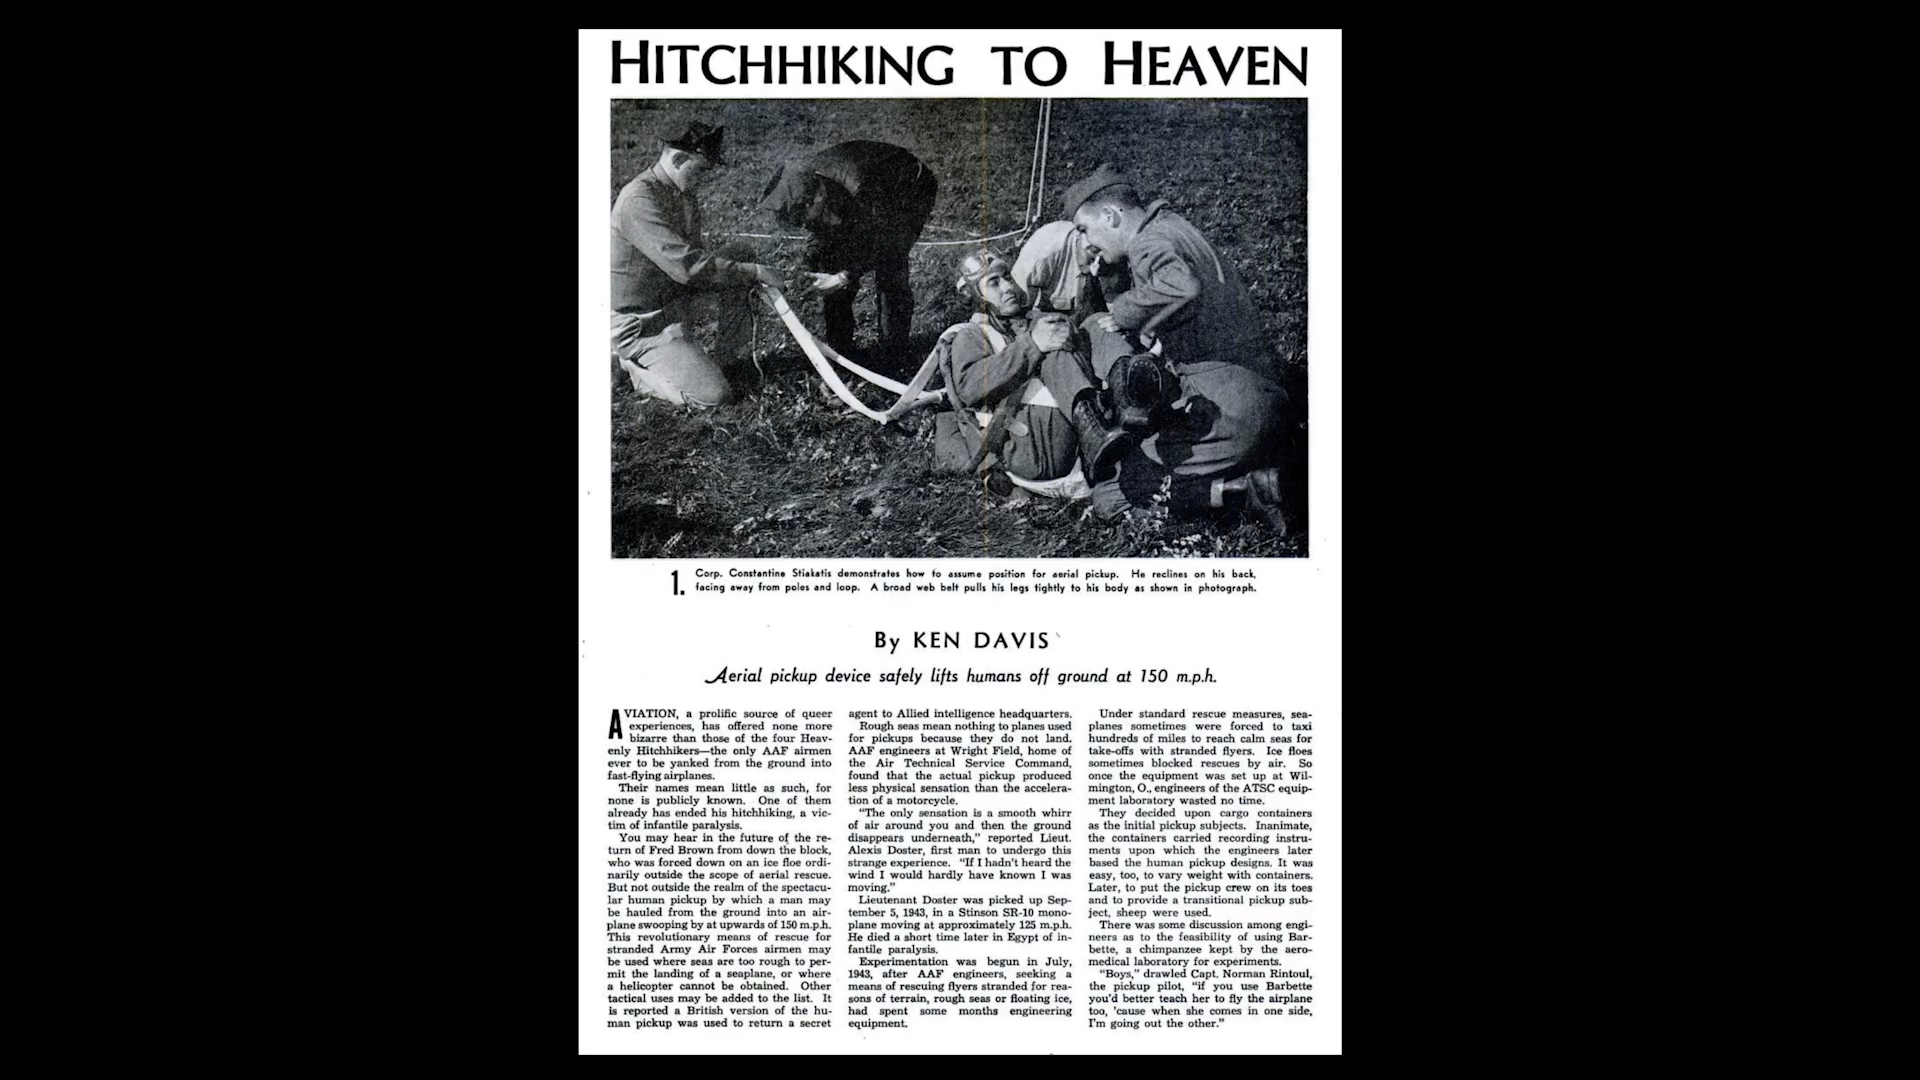 HITCHHIKING TO HEAVEN
1. Corp. Constantine Stiakatis demonstrates how to assume position for aerial pickup. He reclines on his back,
facing away from poles and loop. A broad web belt pulls his legs tightly to his body as shown in photograph.
By KEN DAVIS
Aerial pickup device safely lifts humans off ground at 150 m.p.h.
AVIATION, a prolific source of queer
experiences, has offered none more
bizarre than those of the four Heav-
enly Hitchhikers—the only AAF airmen
ever to be yanked from the ground into
fast-flying airplanes.
Their names mean little as such, for
none is publicly known. One of them
already has ended his hitchhiking, a vic-
tim of infantile paralysis.
You may hear in the future of the re-
turn of Fred Brown from down the block,
who was forced down on an ice floe ordi-
narily outside the scope of aerial rescue.
But not outside the realm of the spectacu-
lar human pickup by which a man may
be hauled from the ground into an air-
plane swooping by at upwards of 150 m.p.h.
This revolutionary means of rescue for
stranded Army Air Forces airmen may
be used where seas are too rough to per-
mit the landing of a seaplane, or where
a helicopter cannot be obtained. Other
tactical uses may be added to the list. It
is reported a British version of the hu-
man pickup was used to return a secret
agent to Allied intelligence headquarters.
Rough seas mean nothing to planes used
for pickups because they do not land.
AAF engineers at Wright Field, home of
the Air Technical Service Command,
found that the actual pickup produced
less physical sensation than the accelera-
tion of a motorcycle.
"The only sensation is a smooth whirr
of air around you and then the ground
disappears underneath," reported Lieut.
Alexis Doster, first man to undergo this
strange experience. "If I hadn't heard the
wind I would hardly have known I was
moving."
Lieutenant Doster was picked up Sep-
tember 5, 1943, in a Stinson SR-10 mono-
plane moving at approximately 125 m.p.h.
He died a short time later in Egypt of in-
fantile paralysis.
Experimentation was begun in July,
1943, after AAF engineers, seeking a
means of rescuing flyers stranded for rea-
sons of terrain, rough seas or floating ice,
had spent some months engineering
equipment.
Under standard rescue measures, sea-
planes sometimes were forced to taxi
hundreds of miles to reach calm seas for
take-offs with stranded flyers. Ice floes
sometimes blocked rescues by air. So
once the equipment was set up at Wil-
mington, O., engineers of the ATSC equip-
ment laboratory wasted no time.
They decided upon cargo containers
as the initial pickup subjects. Inanimate,
the containers carried recording instru-
ments upon which the engineers later
based the human pickup designs. It was
easy, too, to vary weight with containers.
Later, to put the pickup crew on its toes
and to provide a transitional pickup sub-
ject, sheep were used.
There was some discussion among engi-
neers as to the feasibility of using Bar-
bette, a chimpanzee kept by the aero-
medical laboratory for experiments.
"Boys," drawled Capt. Norman Rintoul,
the pickup pilot, "if you use Barbette
you'd better teach her to fly the airplane
too, 'cause when she comes in one side,
I'm going out the other."